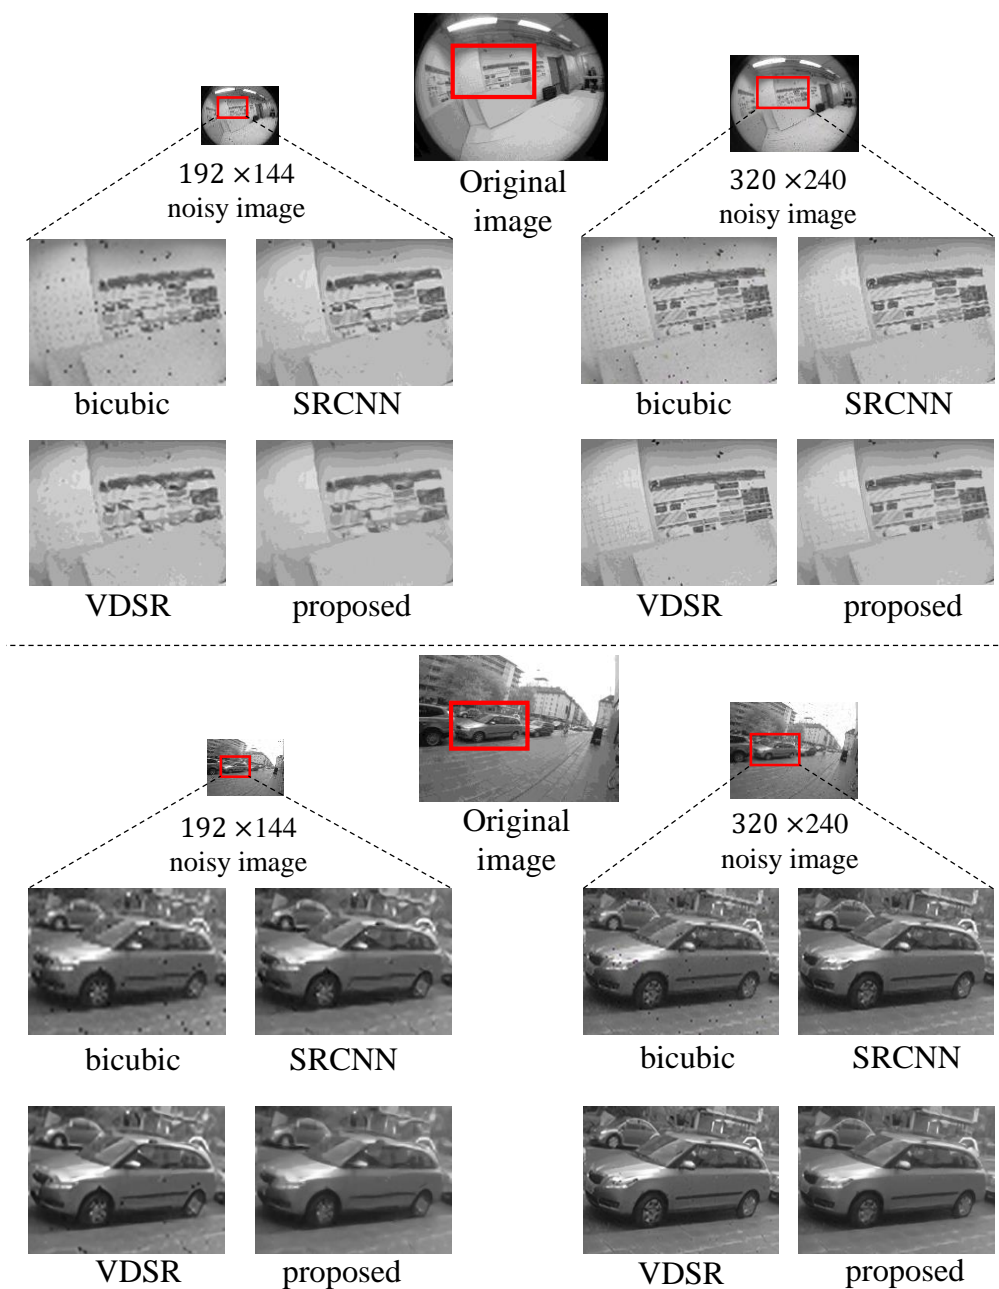 Original
image
192 ×144
noisy image
320 ×240
noisy image
bicubic
SRCNN
bicubic
SRCNN
VDSR
proposed
VDSR
proposed
Original
image
192 ×144
noisy image
320 ×240
noisy image
bicubic
SRCNN
bicubic
SRCNN
VDSR
proposed
VDSR
proposed